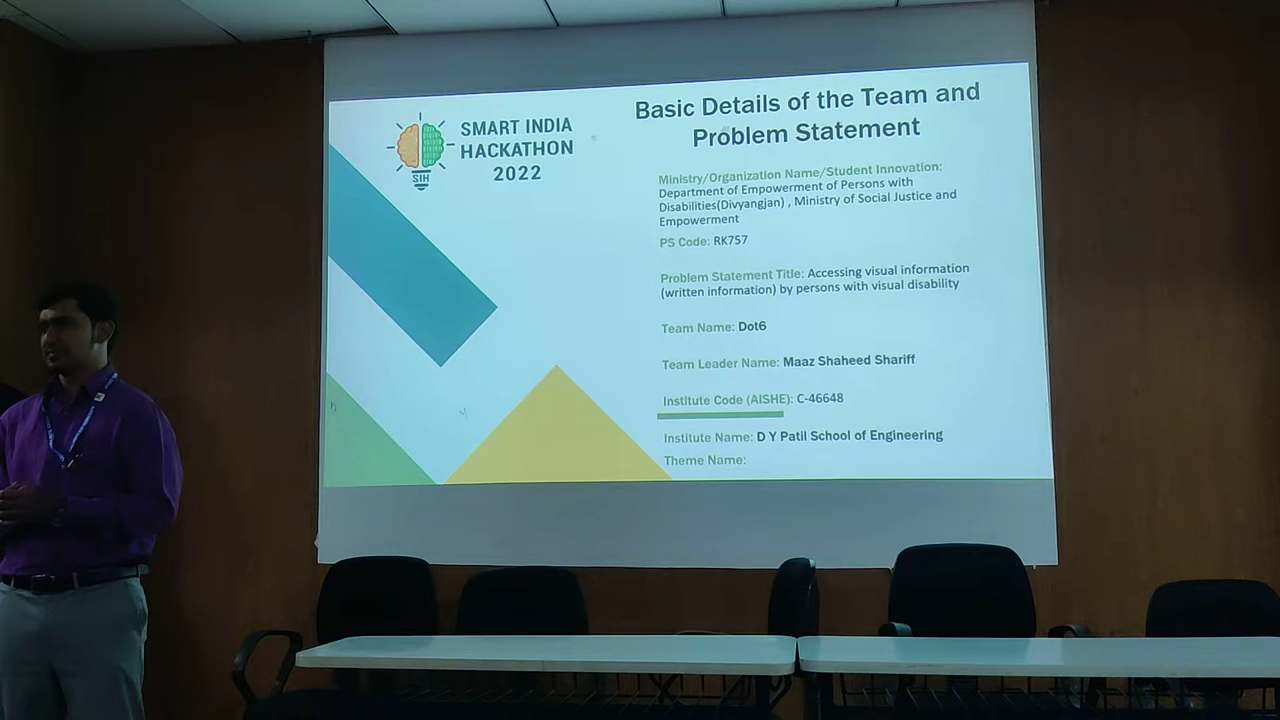 SMART INDIA
HACKATHON
2022
SIH
Basic Details of the Team and
Problem Statement
Ministry/Organization Name/Student Innovation:
Department of Empowerment of Persons with
Disabilities(Divyangjan) , Ministry of Social Justice and
Empowerment
PS Code: RK757
Problem Statement Title: Accessing visual information
(written information) by persons with visual disability
Team Name: Dot6
Team Leader Name: Maaz Shaheed Shariff
Institute Code (AISHE): C-46648
Institute Name: D Y Patil School of Engineering
Theme Name: